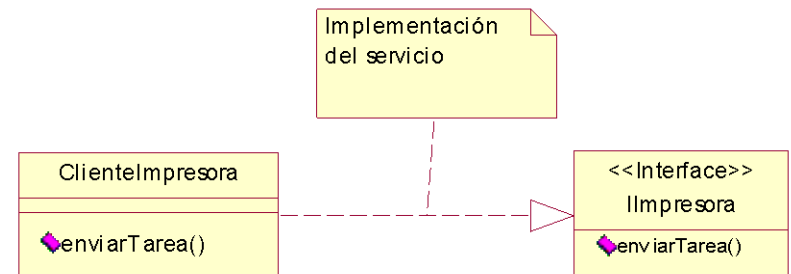 Implementación
del servicio
ClienteImpresora
enviarTarea()
<<Interface>>
IImpresora
enviarTarea()